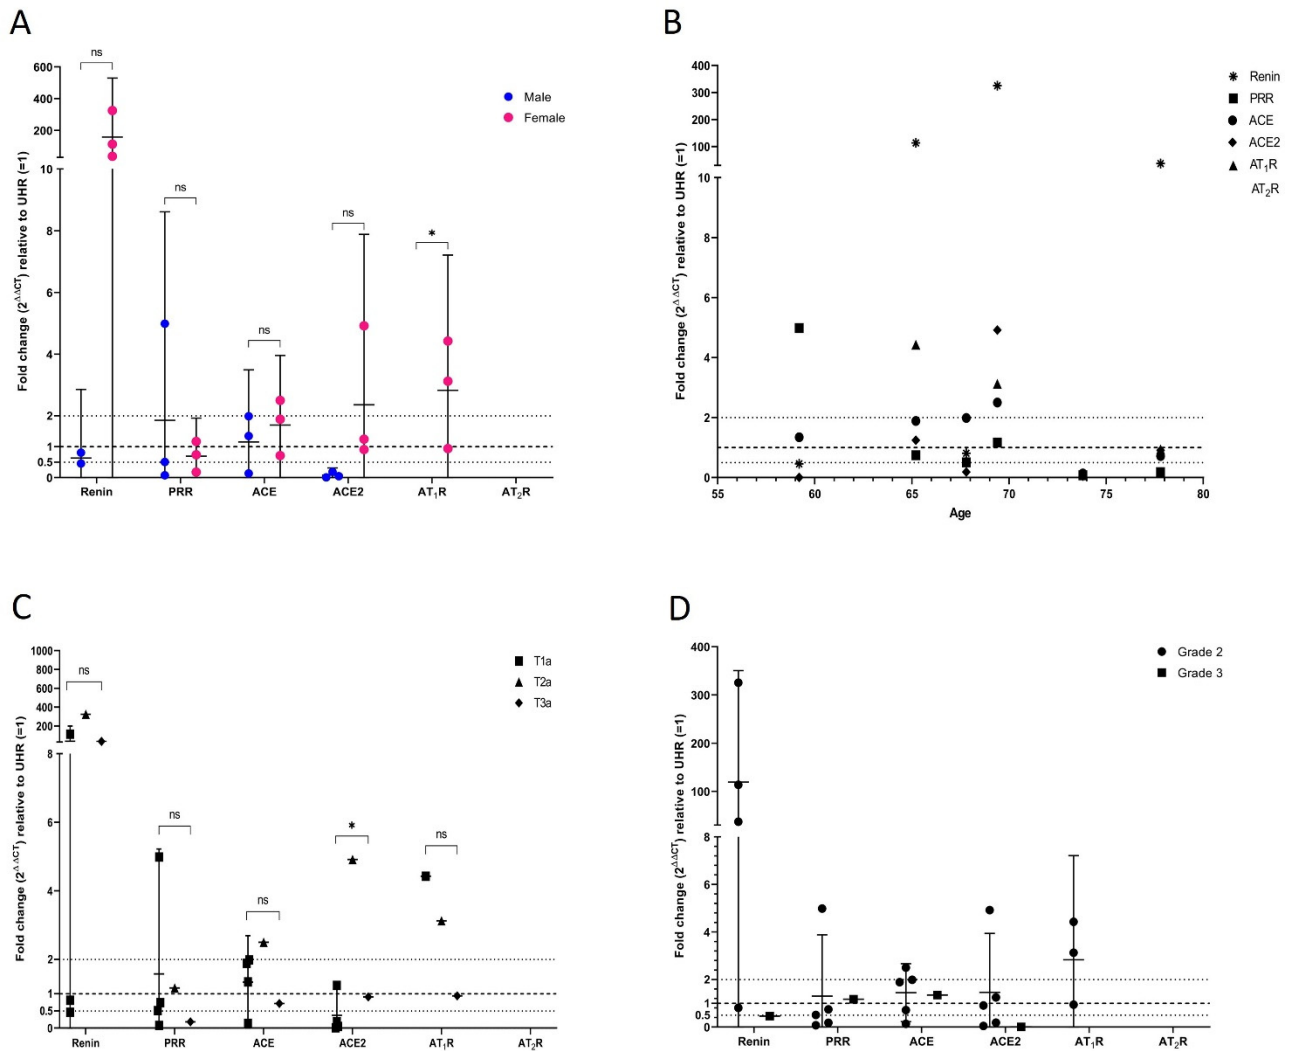 A
Fold change (2^ΔΔCT) relative to UHR (=1)
600
400
200
10
8
6
4
2
1
0.5
0
ns
ns
ns
ns
*
Male
Female
Renin PRR ACE ACE2 AT₁R AT₂R
B
Fold change (2^ΔΔCT) relative to UHR (=1)
400
300
200
100
10
8
6
4
2
1
0.5
0
55 60 65 70 75 80
Age
Renin
PRR
ACE
ACE2
AT₁R
AT₂R
C
Fold change (2^ΔΔCT) relative to UHR (=1)
1000
800
600
400
200
8
6
4
2
1
0.5
0
ns
ns
ns
*
ns
T1a
T2a
T3a
Renin PRR ACE ACE2 AT₁R AT₂R
D
Fold change (2^ΔΔCT) relative to UHR (=1)
400
300
200
100
8
6
4
2
1
0.5
0
Grade 2
Grade 3
Renin PRR ACE ACE2 AT₁R AT₂R